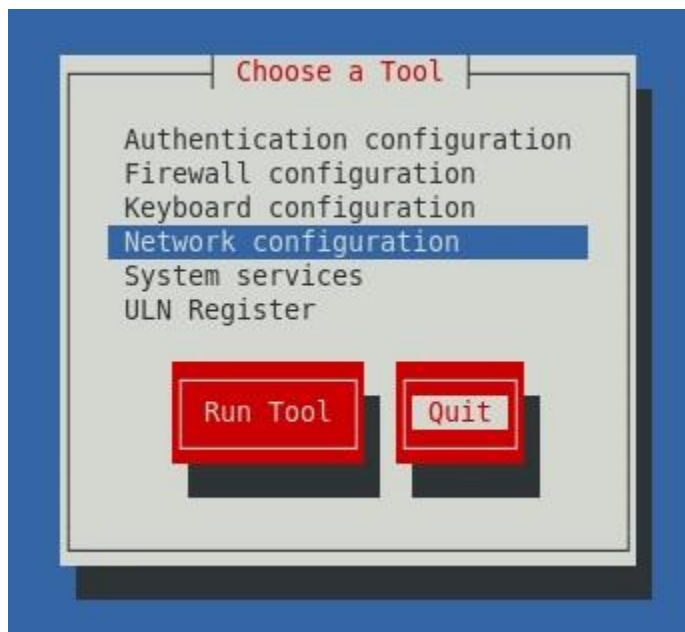 Choose a Tool
Authentication configuration
Firewall configuration
Keyboard configuration
Network configuration
System services
ULN Register
Run Tool Quit